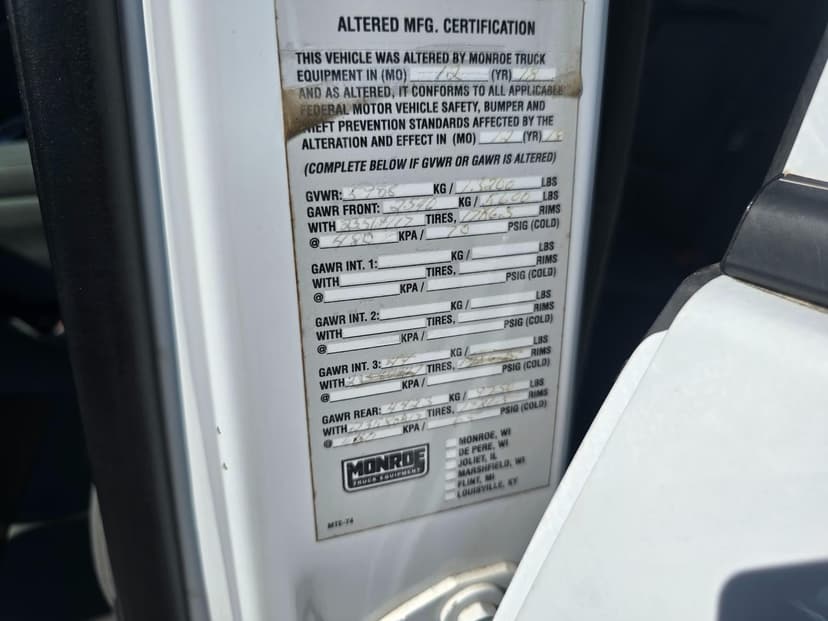 ALTERED MFG. CERTIFICATION
THIS VEHICLE WAS ALTERED BY MONROE TRUCK
EQUIPMENT IN (MO) 12 (YR) 18
AND AS ALTERED, IT CONFORMS TO ALL APPLICABLE
FEDERAL MOTOR VEHICLE SAFETY, BUMPER AND
THEFT PREVENTION STANDARDS AFFECTED BY THE
ALTERATION AND EFFECT IN (MO) 12 (YR)
(COMPLETE BELOW IF GVWR OR GAWR IS ALTERED)
GVWR: KG / LBS
GAWR FRONT: KG / LBS
WITH TIRES, RIMS
@ KPA / 70 PSIG (COLD)
GAWR INT. 1: KG / LBS
WITH TIRES, RIMS
@ KPA / PSIG (COLD)
GAWR INT. 2: KG / LBS
WITH TIRES, RIMS
@ KPA / PSIG (COLD)
GAWR INT. 3: KG / LBS
WITH TIRES, RIMS
@ KPA / PSIG (COLD)
GAWR REAR: KG / LBS
WITH TIRES, RIMS
@ KPA / PSIG (COLD)
MONROE
TRUCK EQUIPMENT
MONROE, WI
DE PERE, WI
JOLIET, IL
MARSHFIELD, WI
FLINT, MI
LOUISVILLE, KY
MTE-74